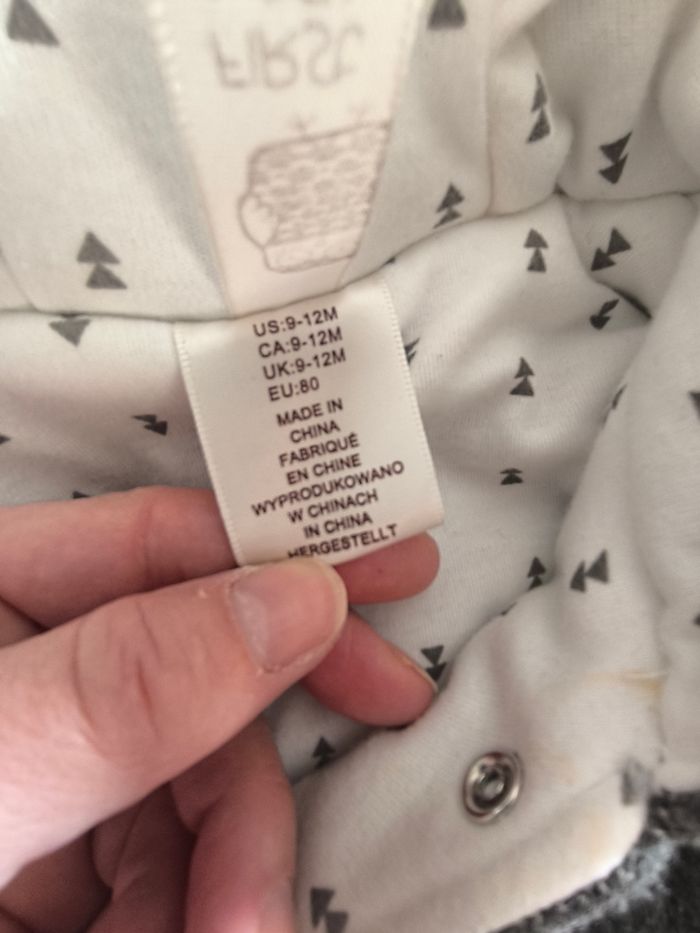 FIRST
US:9-12M
CA:9-12M
UK:9-12M
EU:80
MADE IN
CHINA
FABRIQUÉ
EN CHINE
WYPRODUKOWANO
W CHINACH
IN CHINA
HERGESTELLT